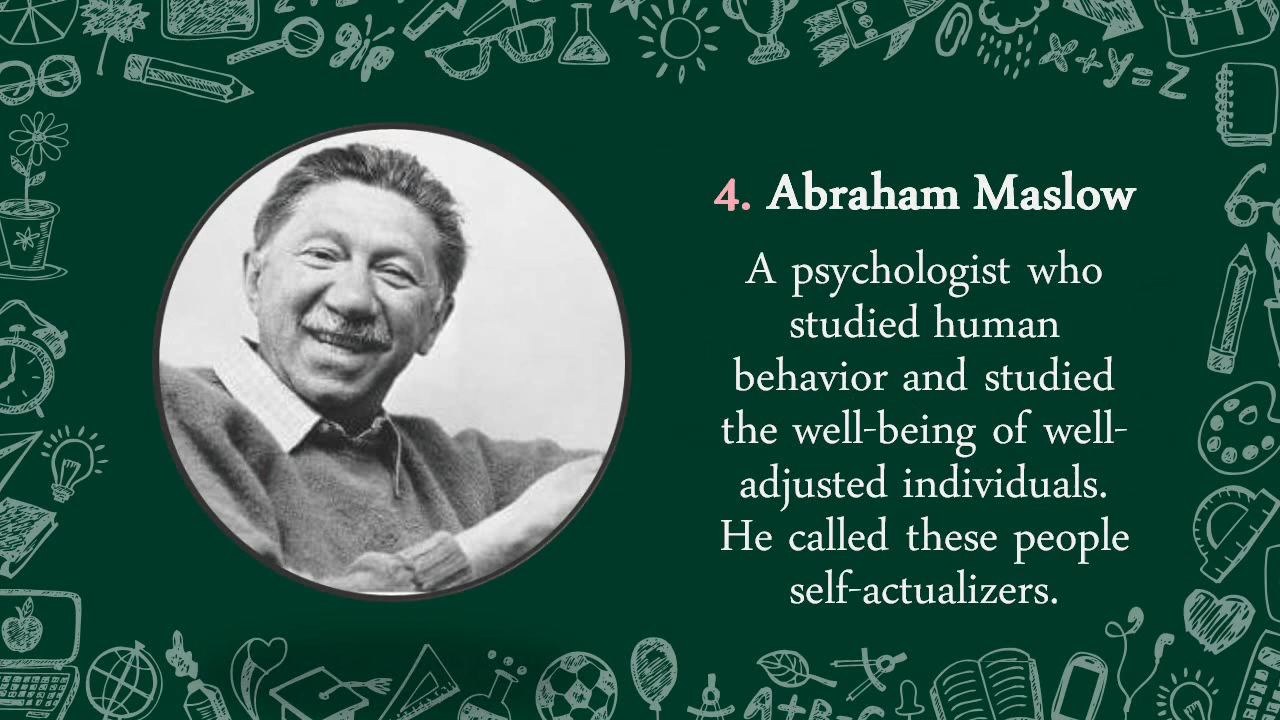 x+y=z
4. Abraham Maslow
A psychologist who
studied human
behavior and studied
the well-being of well-
adjusted individuals.
He called these people
self-actualizers.
A+B=C